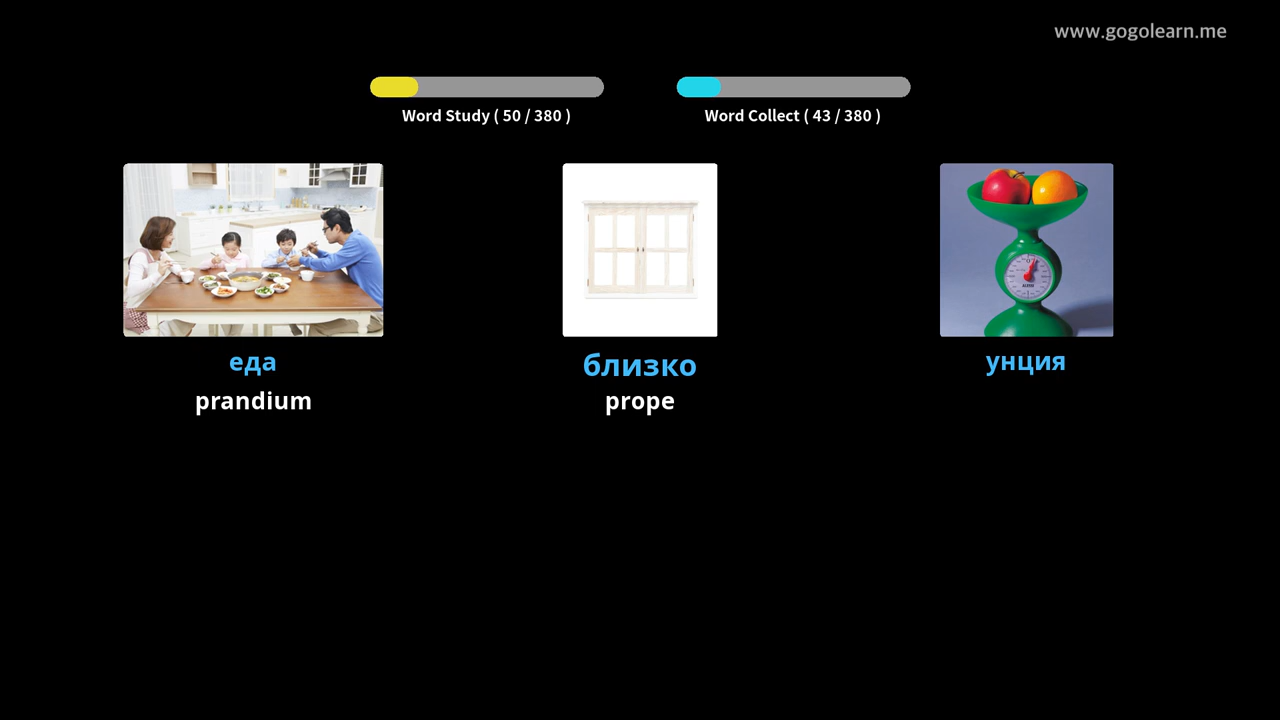 www.gogolearn.me
Word Study ( 50 / 380 )
Word Collect ( 43 / 380 )
еда
prandium
близко
prope
унция